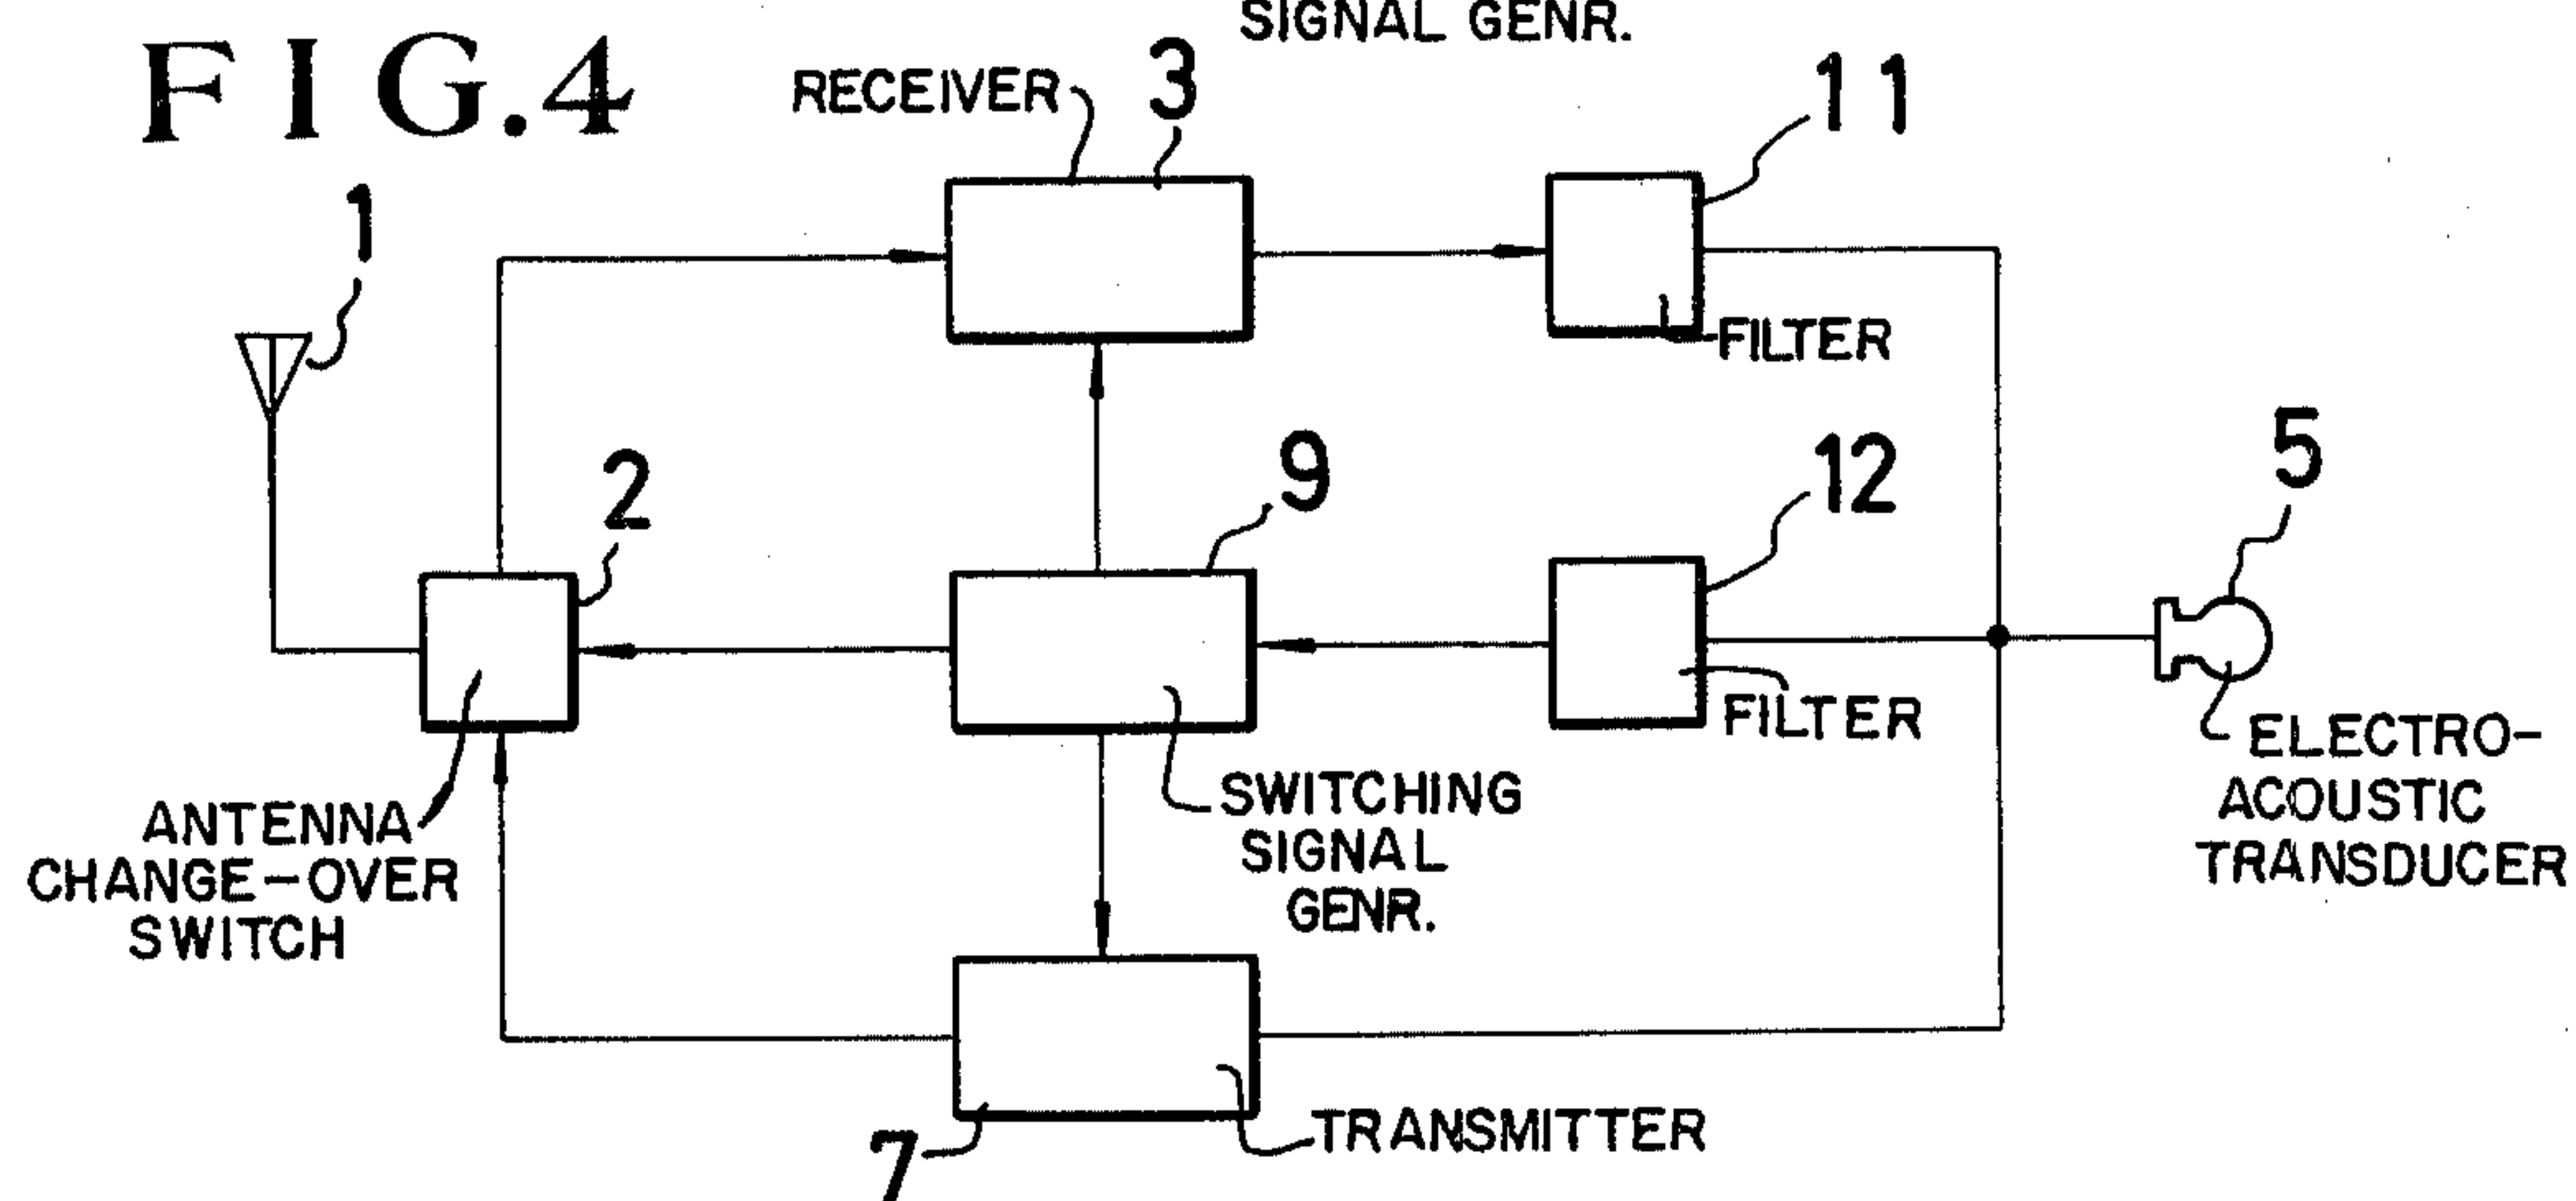 SIGNAL GENR.
FIG.4
RECEIVER
3
11
1
FILTER
2
9
12
5
FILTER
ELECTRO-
ACOUSTIC
TRANSDUCER
SWITCHING
SIGNAL
GENR.
ANTENNA
CHANGE-OVER
SWITCH
7
TRANSMITTER